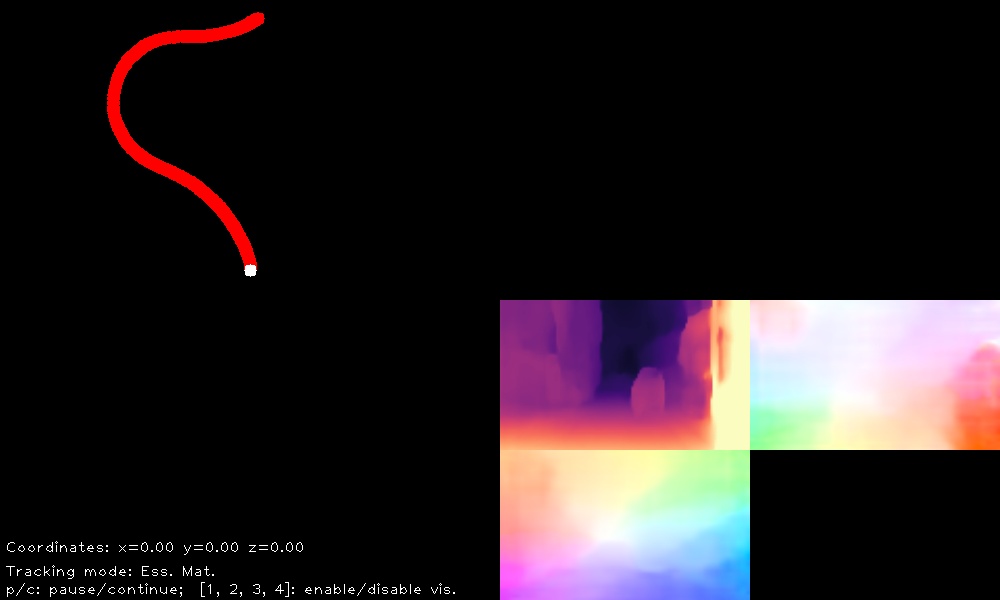 Coordinates: x=0.00 y=0.00 z=0.00
Tracking mode: Ess. Mat.
p/c: pause/continue;  [1, 2, 3, 4]: enable/disable vis.